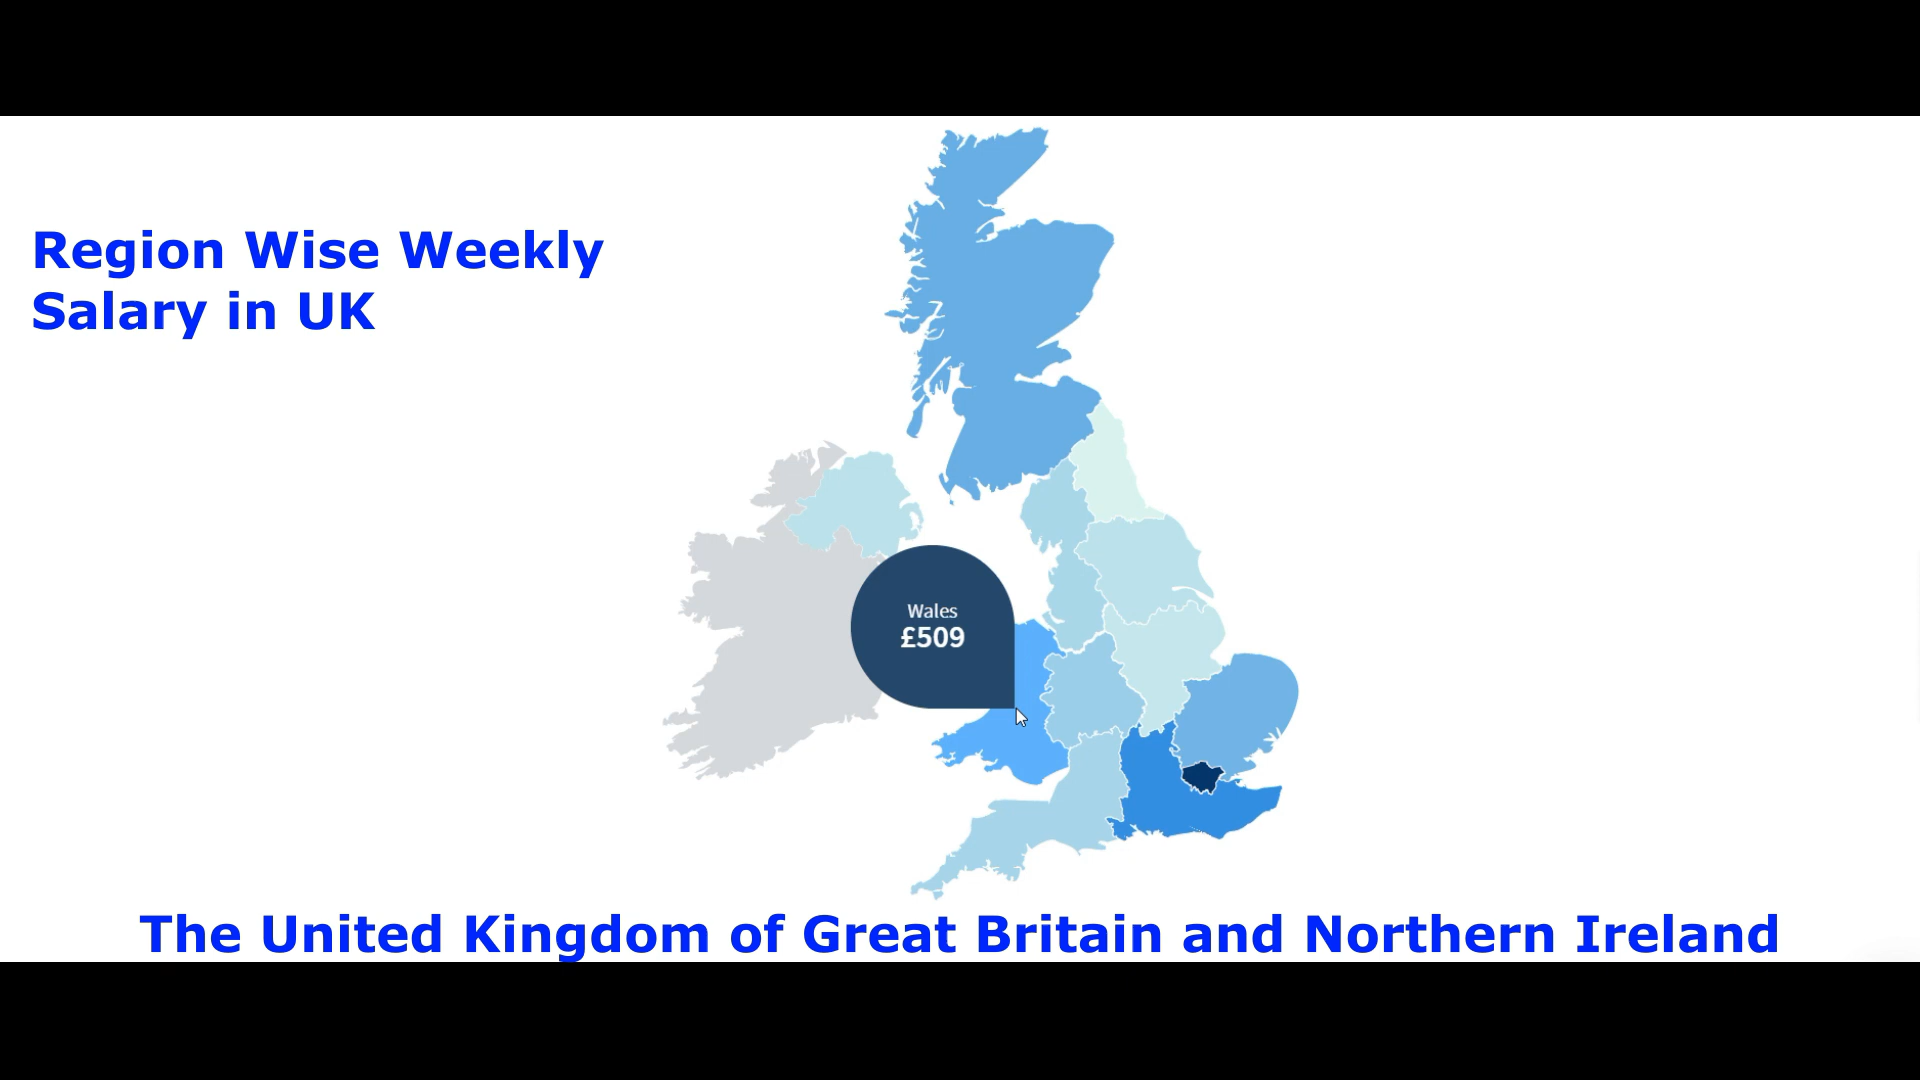 Region Wise Weekly
Salary in UK
Wales
£509
The United Kingdom of Great Britain and Northern Ireland